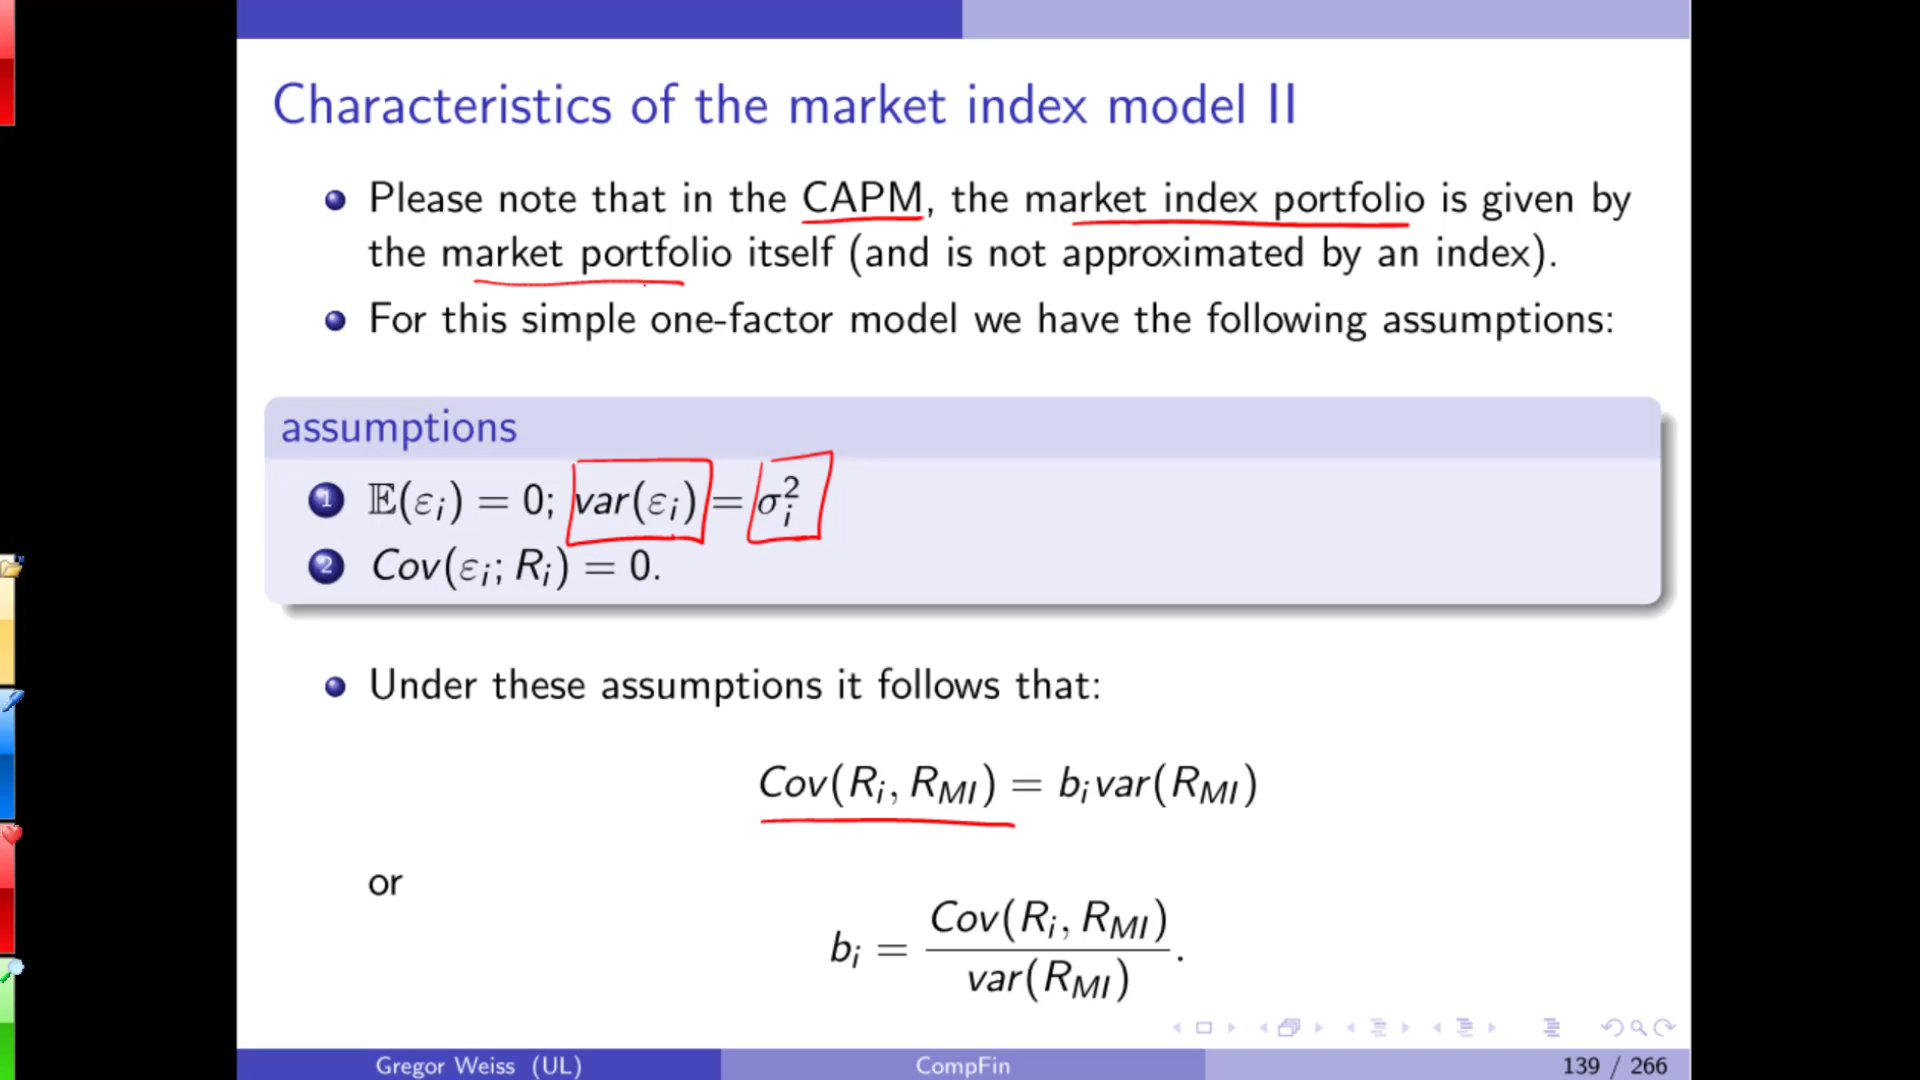 Characteristics of the market index model II
Please note that in the CAPM, the market index portfolio is given by
the market portfolio itself (and is not approximated by an index).
For this simple one-factor model we have the following assumptions:
assumptions
1 𝔼(εᵢ) = 0; var(εᵢ) = σᵢ²
2 Cov(εᵢ; Rᵢ) = 0.
Under these assumptions it follows that:
Cov(Rᵢ, R_MI) = bᵢvar(R_MI)
or
bᵢ = Cov(Rᵢ, R_MI) / var(R_MI).
Gregor Weiss (UL) CompFin 139 / 266